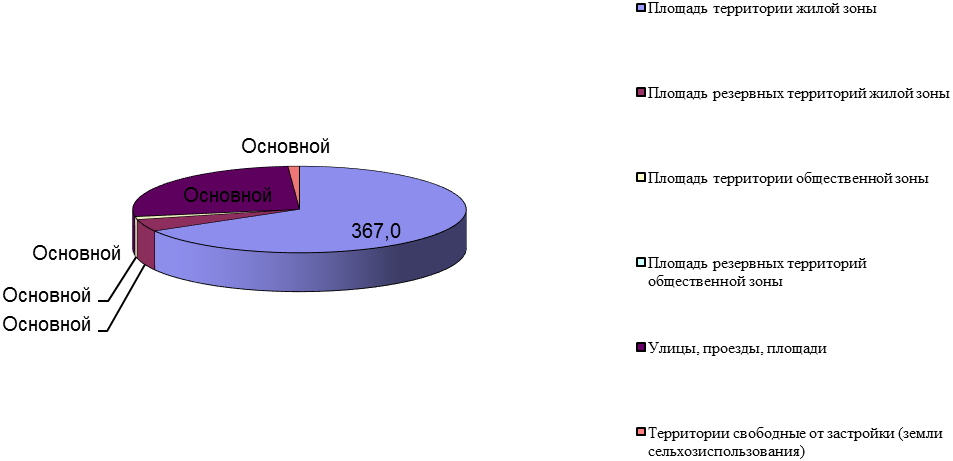 Основной
Основной
367,0
Основной
Основной
Основной
Площадь территории жилой зоны
Площадь резервных территорий жилой зоны
Площадь территории общественной зоны
Площадь резервных территорий
общественной зоны
Улицы, проезды, площади
Территории свободные от застройки (земли
сельхозиспользования)